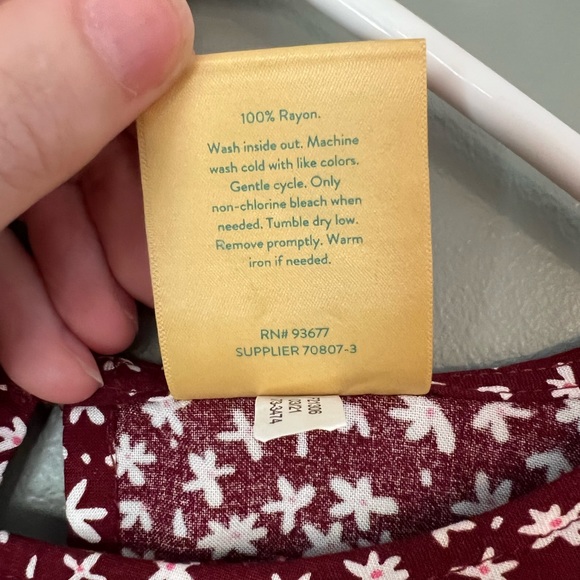 100% Rayon.
Wash inside out. Machine
wash cold with like colors.
Gentle cycle. Only
non-chlorine bleach when
needed. Tumble dry low.
Remove promptly. Warm
iron if needed.
RN# 93677
SUPPLIER 70807-3